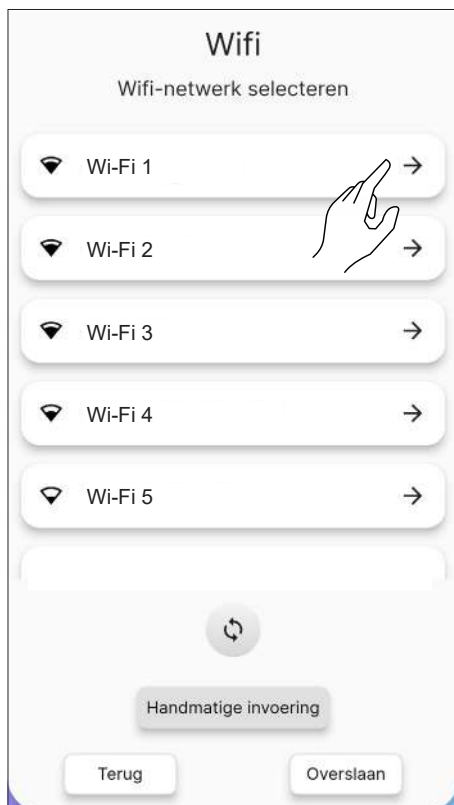 Wifi
Wifi-netwerk selecteren
Wi-Fi 1
Wi-Fi 2
Wi-Fi 3
Wi-Fi 4
Wi-Fi 5
Handmatige invoering
Terug
Overslaan